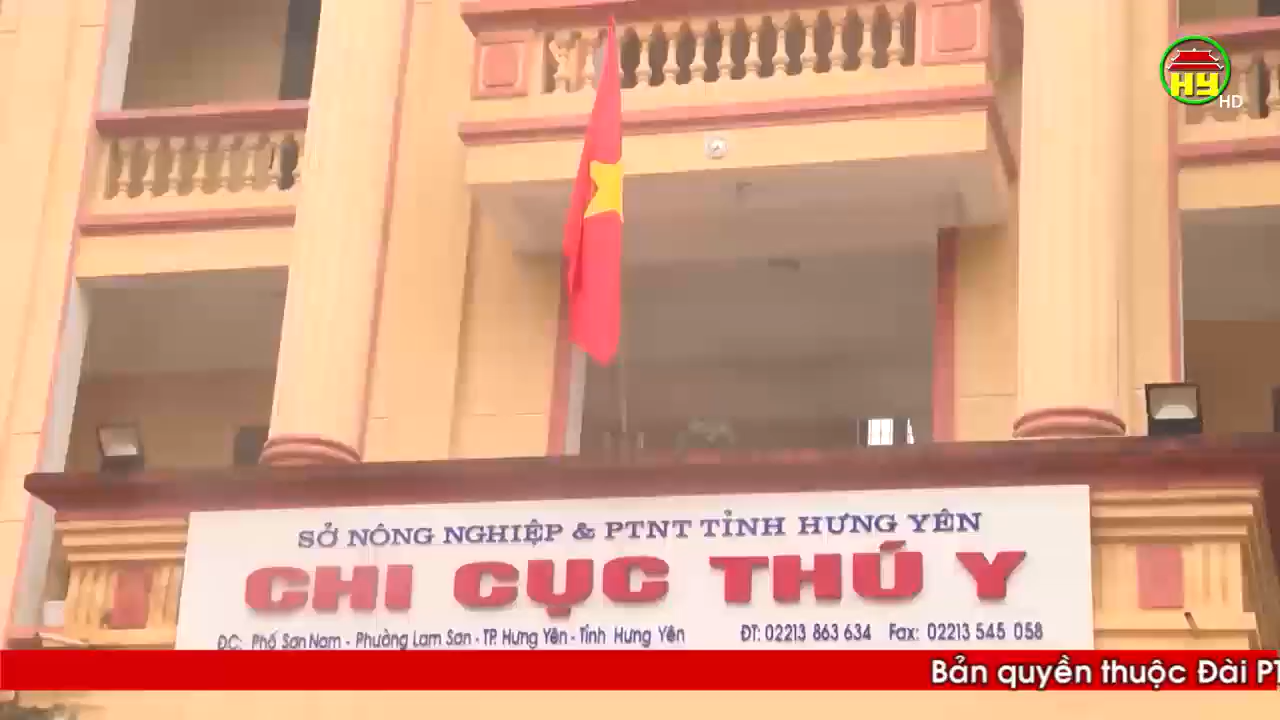 HY
HD
SỞ NÔNG NGHIỆP & PTNT TỈNH HƯNG YÊN
CHI CỤC THÚ Y
ĐC: Phố Sơn Nam - Phường Lam Sơn - TP. Hưng Yên - Tỉnh Hưng Yên ĐT: 02213 863 634 Fax: 02213 545 058
Bản quyền thuộc Đài PT